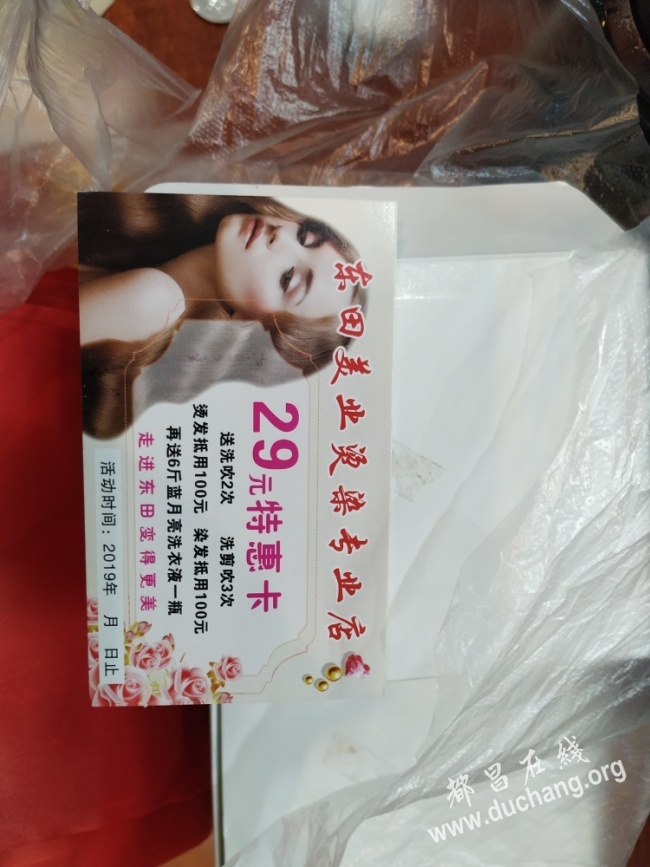 东田美业烫染专业店
29元特惠卡
送洗吹2次 洗剪吹3次
烫发抵用100元 染发抵用100元
再送6斤蓝月亮洗衣液一瓶
走进东田变得更美
活动时间：2019年 月 日止
都昌在线
www.duchang.org